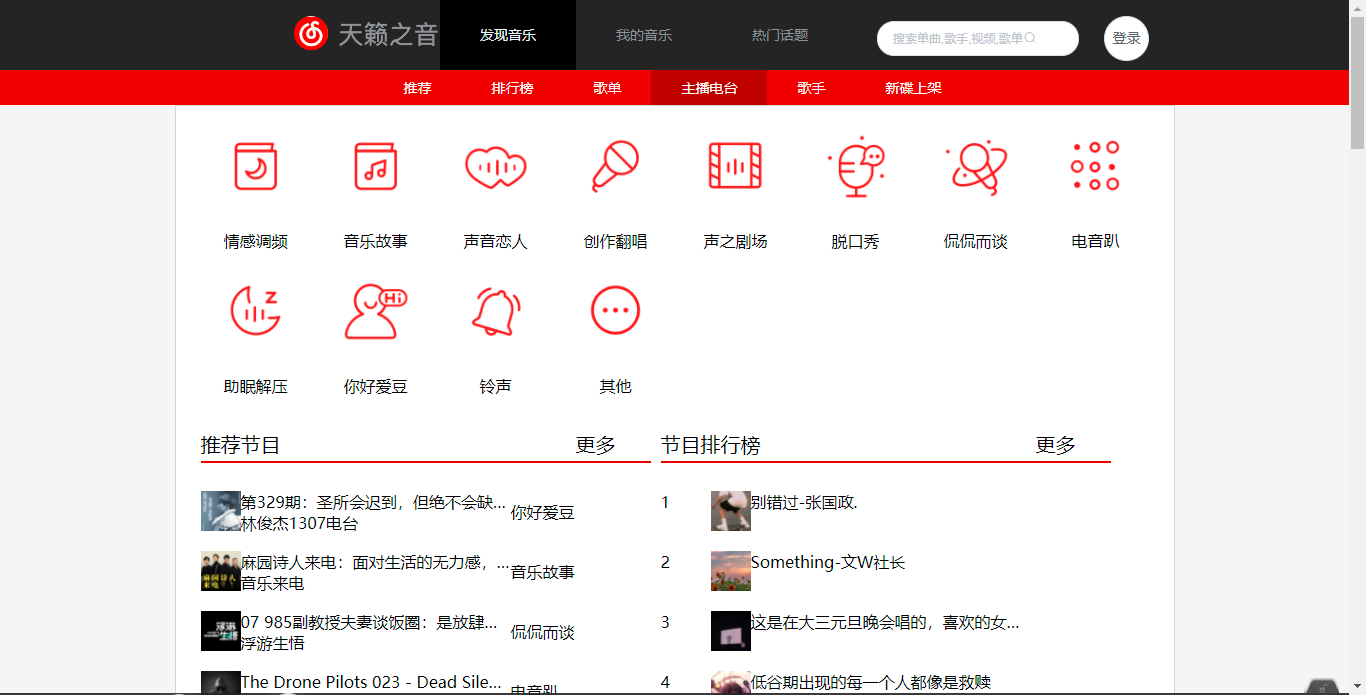 天籁之音
发现音乐
我的音乐
热门话题
搜索单曲,歌手,视频,歌单
登录
推荐
排行榜
歌单
主播电台
歌手
新碟上架
情感调频
音乐故事
声音恋人
创作翻唱
声之剧场
脱口秀
侃侃而谈
电音趴
Hi
助眠解压
你好爱豆
铃声
其他
推荐节目
更多
第329期：圣所会迟到，但绝不会缺...
林俊杰1307电台
你好爱豆
麻园诗人来电：面对生活的无力感，...
音乐来电
音乐故事
07 985副教授夫妻谈饭圈：是放肆...
浮游生悟
侃侃而谈
The Drone Pilots 023 - Dead Sile...
电音趴
节目排行榜
更多
1
别错过-张国政.
2
Something-文W社长
3
这是在大三元旦晚会唱的，喜欢的女...
4
低谷期出现的每一个人都像是救赎